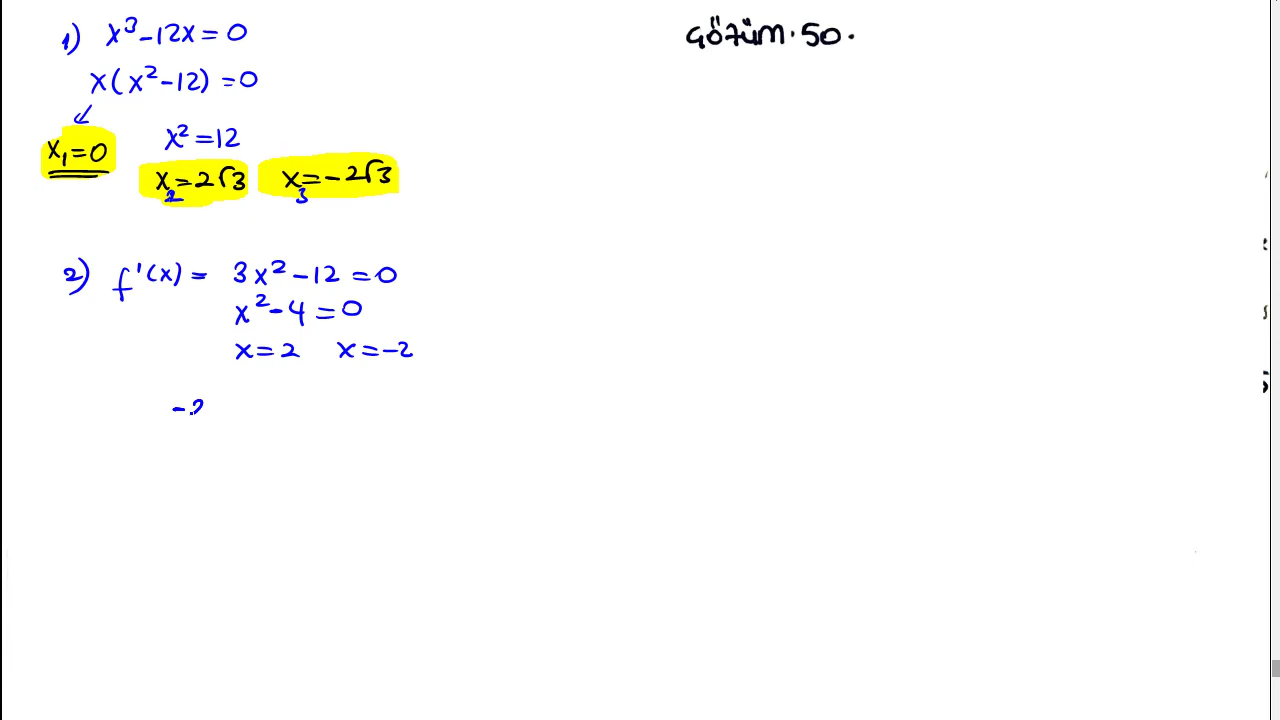 1) x³-12x=0
x(x²-12)=0
x₁=0
x²=12
x₂=2√3 x₃=-2√3
2) f'(x)= 3x²-12=0
x²-4=0
x=2 x=-2
-2
Çözüm.50.